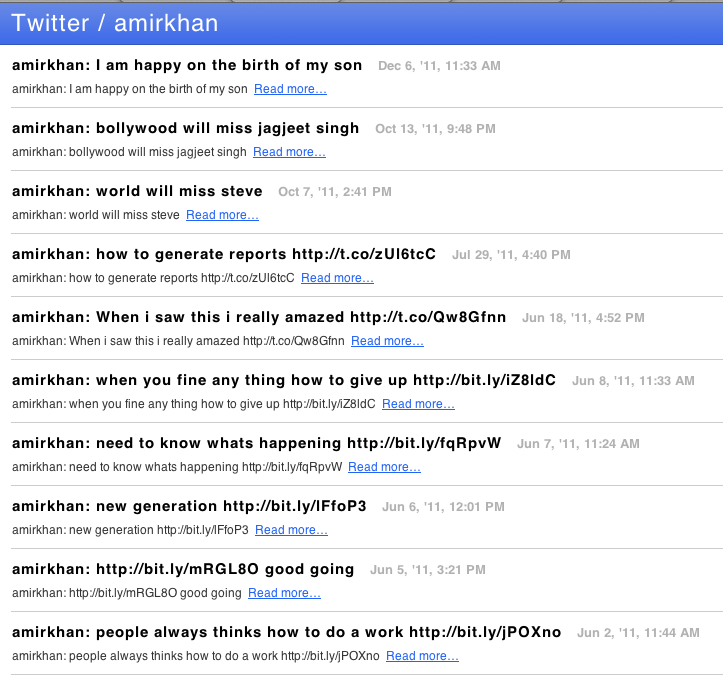 Twitter / amirkhan
amirkhan: I am happy on the birth of my son Dec 6, '11, 11:33 AM
amirkhan: I am happy on the birth of my son Read more…
amirkhan: bollywood will miss jagjeet singh Oct 13, '11, 9:48 PM
amirkhan: bollywood will miss jagjeet singh Read more…
amirkhan: world will miss steve Oct 7, '11, 2:41 PM
amirkhan: world will miss steve Read more…
amirkhan: how to generate reports http://t.co/zUl6tcC Jul 29, '11, 4:40 PM
amirkhan: how to generate reports http://t.co/zUl6tcC Read more…
amirkhan: When i saw this i really amazed http://t.co/Qw8Gfnn Jun 18, '11, 4:52 PM
amirkhan: When i saw this i really amazed http://t.co/Qw8Gfnn Read more…
amirkhan: when you fine any thing how to give up http://bit.ly/iZ8ldC Jun 8, '11, 11:33 AM
amirkhan: when you fine any thing how to give up http://bit.ly/iZ8ldC Read more…
amirkhan: need to know whats happening http://bit.ly/fqRpvW Jun 7, '11, 11:24 AM
amirkhan: need to know whats happening http://bit.ly/fqRpvW Read more…
amirkhan: new generation http://bit.ly/lFfoP3 Jun 6, '11, 12:01 PM
amirkhan: new generation http://bit.ly/lFfoP3 Read more…
amirkhan: http://bit.ly/mRGL8O good going Jun 5, '11, 3:21 PM
amirkhan: http://bit.ly/mRGL8O good going Read more…
amirkhan: people always thinks how to do a work http://bit.ly/jPOXno Jun 2, '11, 11:44 AM
amirkhan: people always thinks how to do a work http://bit.ly/jPOXno Read more…